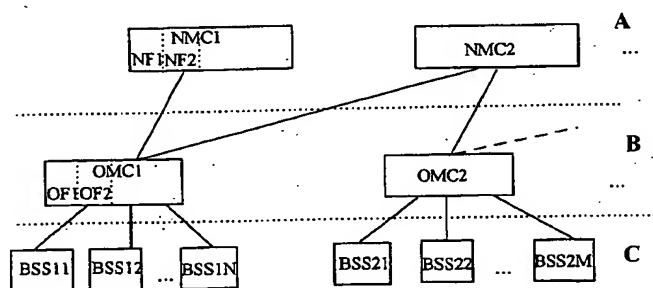 A
NMC1
NF1 NF2
NMC2
...
B
OMC1
OF1 OF2
OMC2
...
C
BSS11
BSS12
...
BSS1N
BSS21
BSS22
...
BSS2M